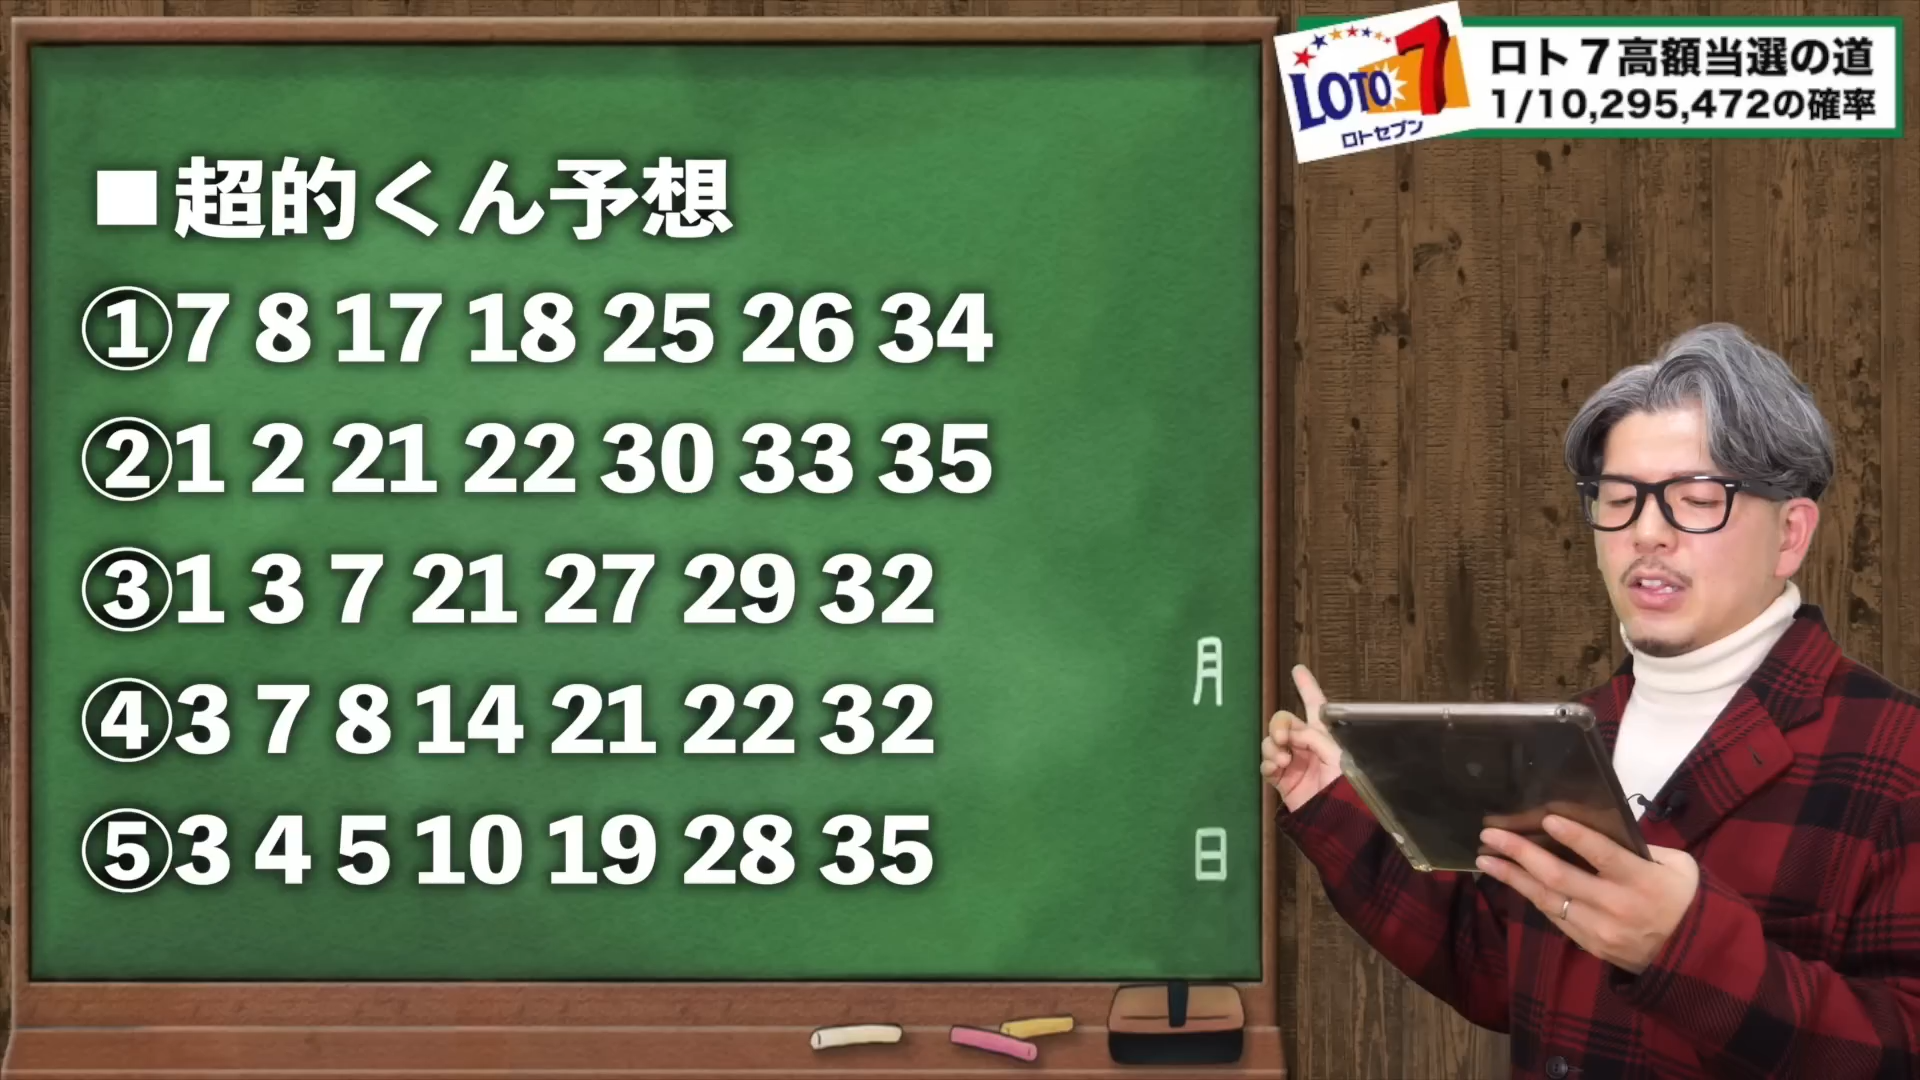 ■超的くん予想
①7 8 17 18 25 26 34
②1 2 21 22 30 33 35
③1 3 7 21 27 29 32
④3 7 8 14 21 22 32
⑤3 4 5 10 19 28 35
月
日
LOTO 7
ロトセブン
ロト7高額当選の道
1/10,295,472の確率